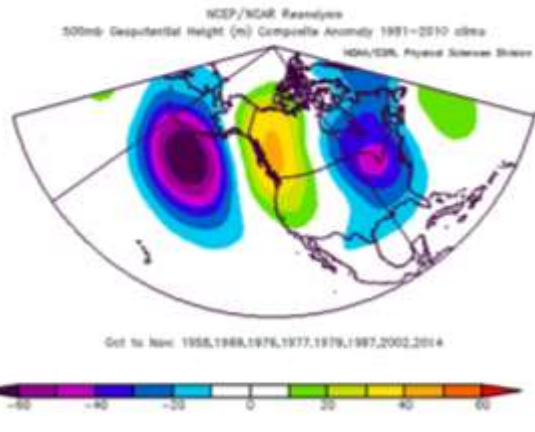 NCEP/NCAR Reanalysis
500mb Geopotential Height (m) Composite Anomaly 1981-2010 climo
NOAA/ESRL Physical Sciences Division
Oct to Nov: 1958,1969,1976,1977,1979,1987,2002,2014
-60 -40 -20 0 20 40 60